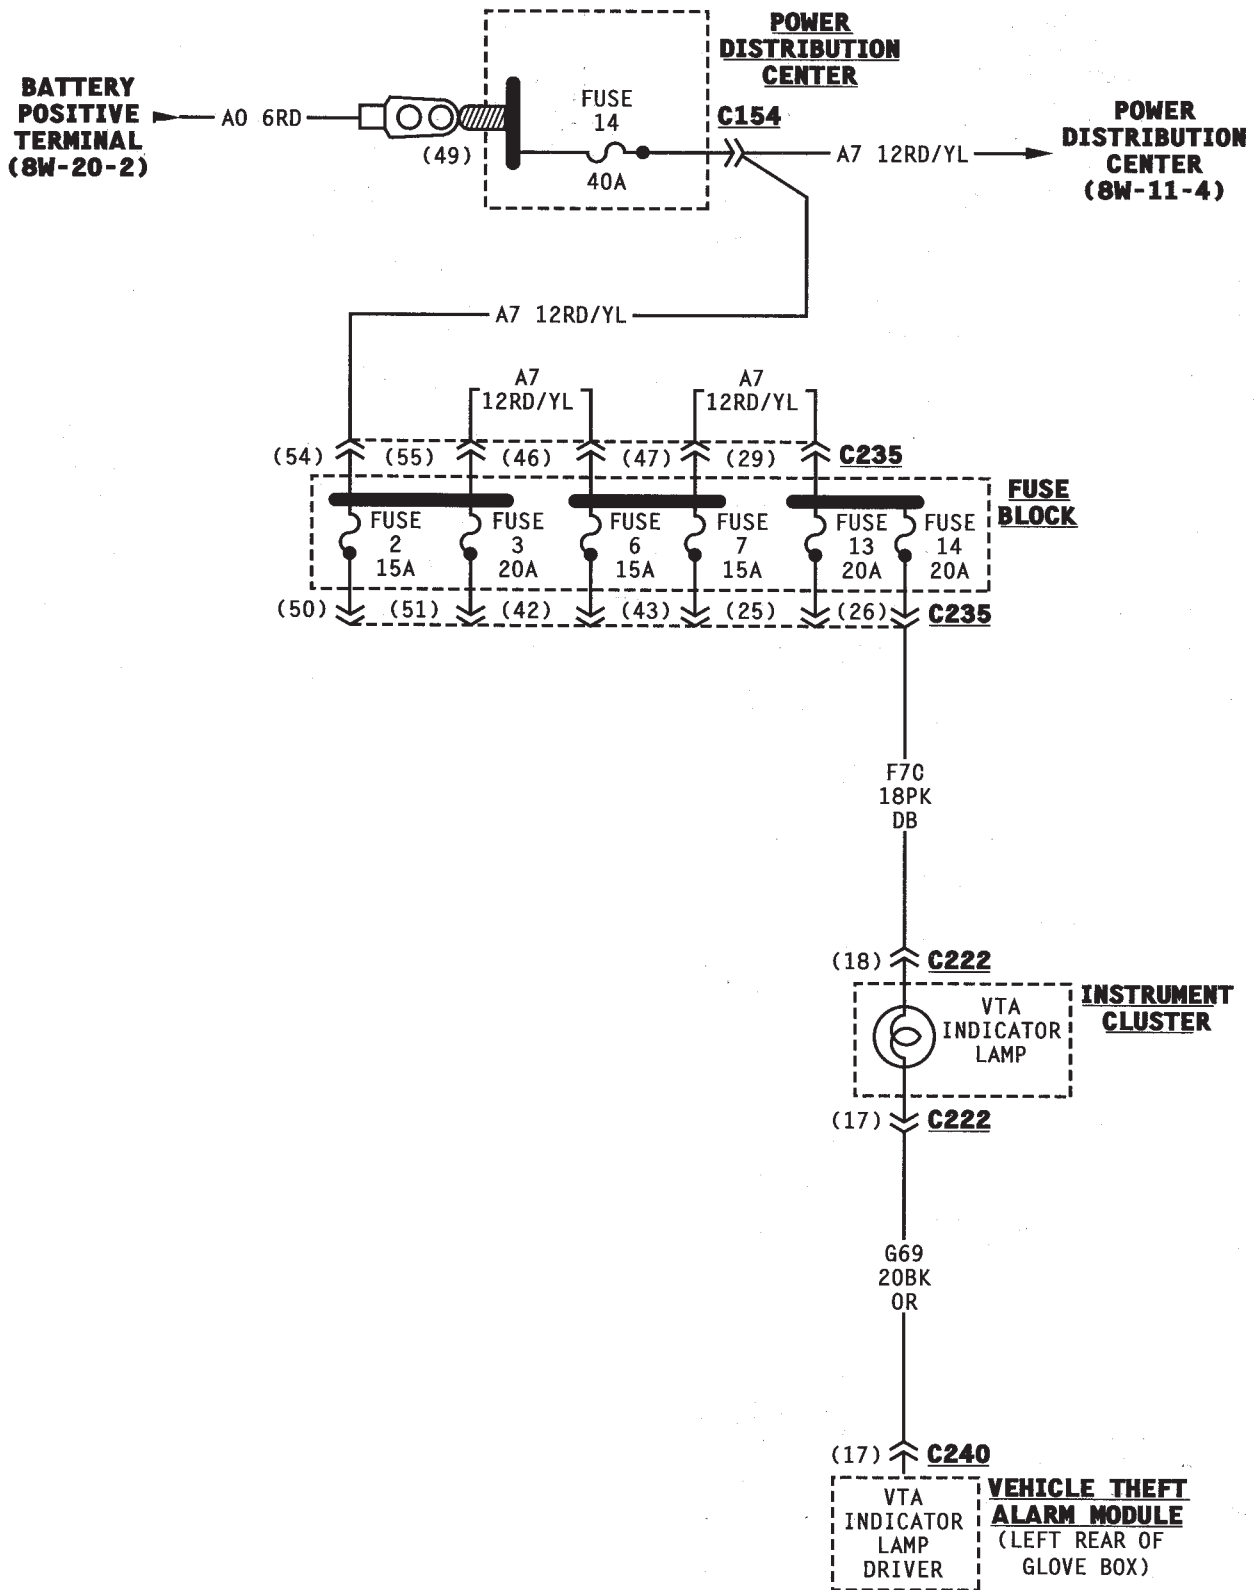 POWER
DISTRIBUTION
CENTER
BATTERY
POSITIVE
TERMINAL
(8W-20-2)
A0 6RD
(49)
FUSE
14
40A
C154
A7 12RD/YL
POWER
DISTRIBUTION
CENTER
(8W-11-4)
A7 12RD/YL
A7
12RD/YL
A7
12RD/YL
(54) (55) (46) (47) (29) C235
FUSE
BLOCK
FUSE
2
15A
FUSE
3
20A
FUSE
6
15A
FUSE
7
15A
FUSE
13
20A
FUSE
14
20A
(50) (51) (42) (43) (25) (26) C235
F7C
18PK
DB
(18) C222
INSTRUMENT
CLUSTER
VTA
INDICATOR
LAMP
(17) C222
G69
20BK
OR
(17) C240
VEHICLE THEFT
ALARM MODULE
(LEFT REAR OF
GLOVE BOX)
VTA
INDICATOR
LAMP
DRIVER